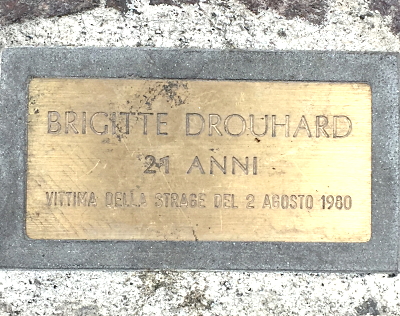 BRIGITTE DROUHARD
21 ANNI
VITTIMA DELLA STRAGE DEL 2 AGOSTO 1980